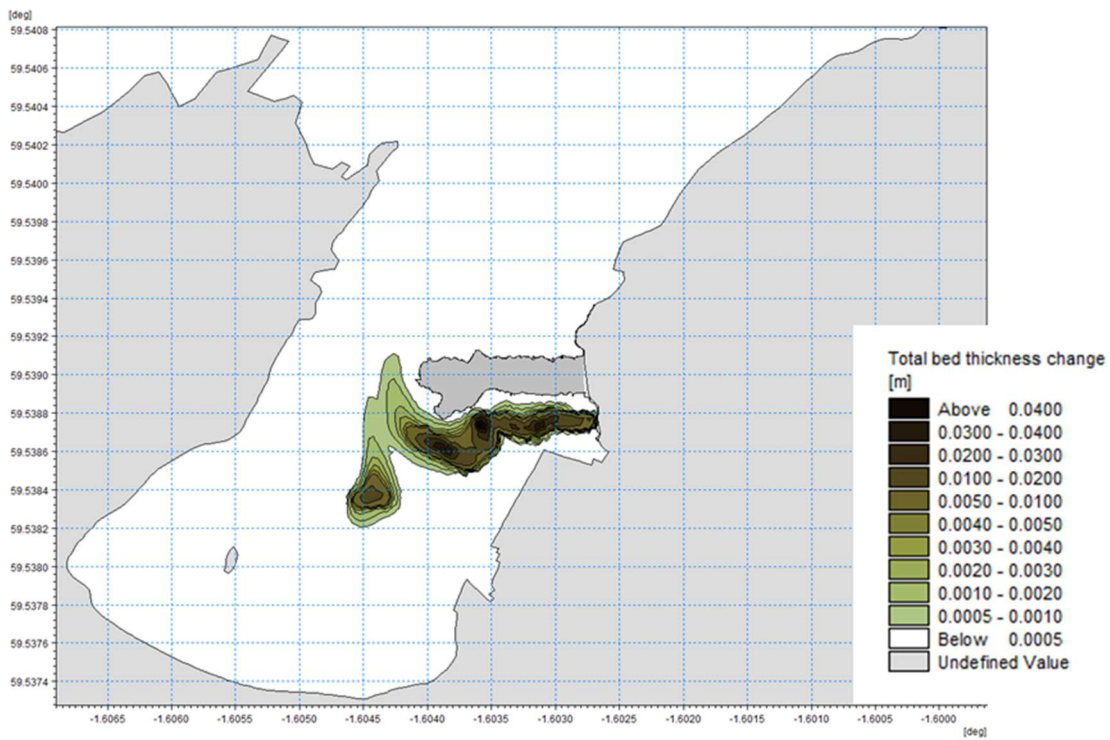 [deg]
59.5408
59.5406
59.5404
59.5402
59.5400
59.5398
59.5396
59.5394
59.5392
59.5390
59.5388
59.5386
59.5384
59.5382
59.5380
59.5378
59.5376
59.5374
Total bed thickness change
[m]
Above 0.0400
0.0300 - 0.0400
0.0200 - 0.0300
0.0100 - 0.0200
0.0050 - 0.0100
0.0040 - 0.0050
0.0030 - 0.0040
0.0020 - 0.0030
0.0010 - 0.0020
0.0005 - 0.0010
Below 0.0005
Undefined Value
-1.6065 -1.6060 -1.6055 -1.6050 -1.6045 -1.6040 -1.6035 -1.6030 -1.6025 -1.6020 -1.6015 -1.6010 -1.6005 -1.6000
[deg]